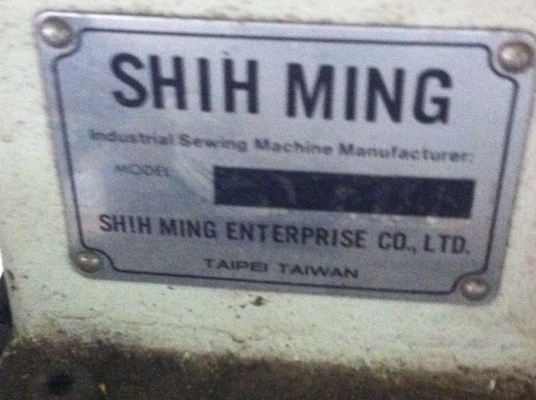 SHIH MING
Industrial Sewing Machine Manufacturer:
MODEL
SHIH MING ENTERPRISE CO., LTD.
TAIPEI TAIWAN